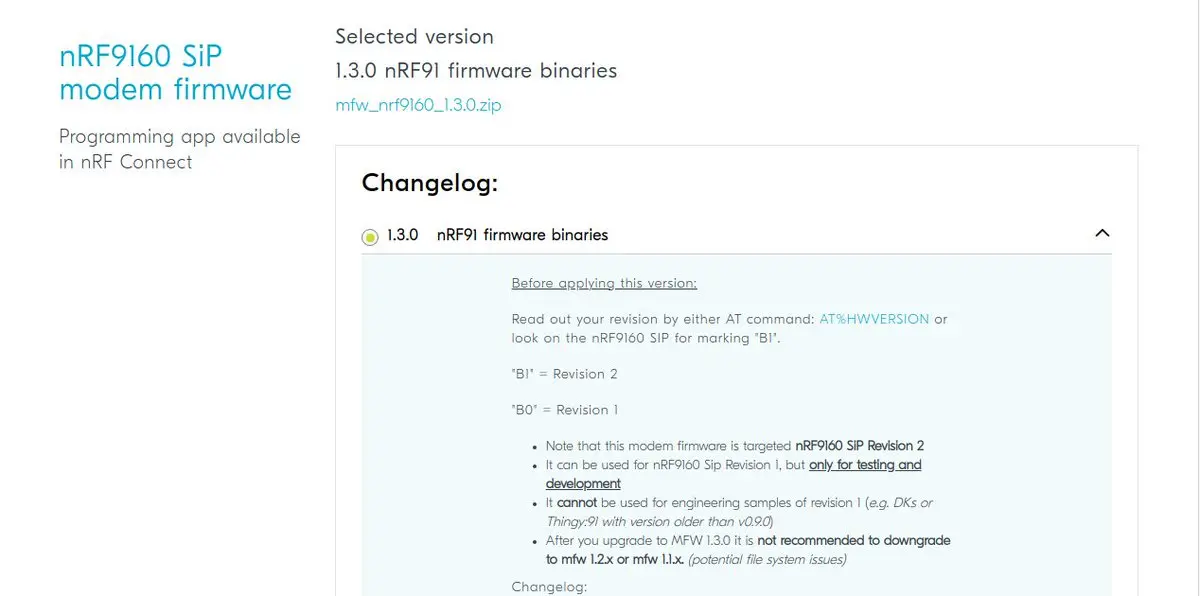 nRF9160 SiP
modem firmware
Programming app available
in nRF Connect
Selected version
1.3.0 nRF91 firmware binaries
mfw_nrf9160_1.3.0.zip
Changelog:
1.3.0 nRF91 firmware binaries
Before applying this version:
Read out your revision by either AT command: AT%HWVERSION or
look on the nRF9160 SIP for marking "B1".
"B1" = Revision 2
"B0" = Revision 1
• Note that this modem firmware is targeted nRF9160 SiP Revision 2
• It can be used for nRF9160 Sip Revision 1, but only for testing and
development
• It cannot be used for engineering samples of revision 1 (e.g. DKs or
Thingy:91 with version older than v0.9.0)
• After you upgrade to MFW 1.3.0 it is not recommended to downgrade
to mfw 1.2.x or mfw 1.1.x. (potential file system issues)
Changelog: